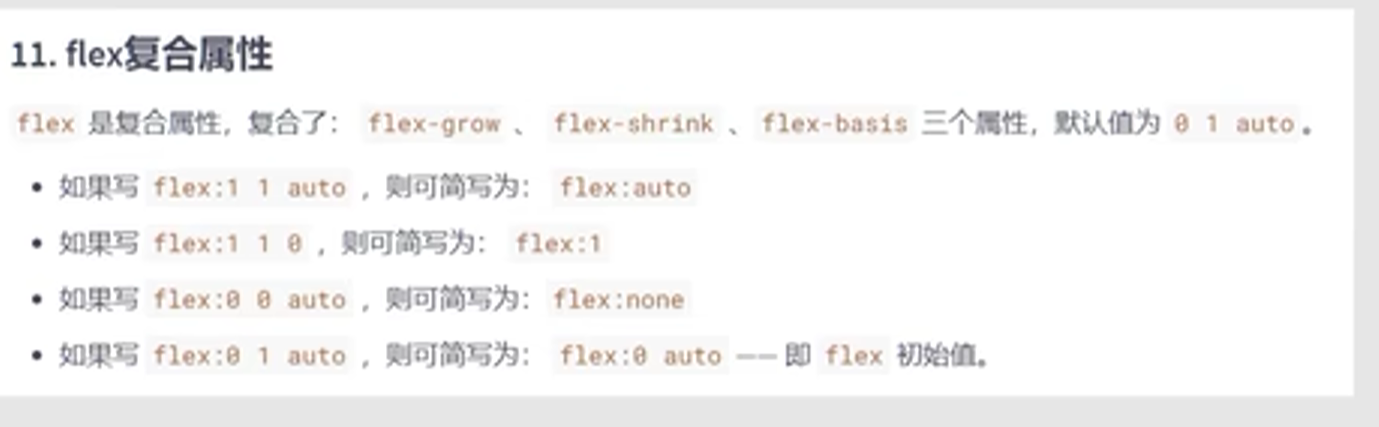 11. flex复合属性
flex 是复合属性，复合了： flex-grow 、 flex-shrink 、 flex-basis 三个属性，默认值为 0 1 auto 。
• 如果写 flex:1 1 auto ，则可简写为： flex:auto
• 如果写 flex:1 1 0 ，则可简写为： flex:1
• 如果写 flex:0 0 auto ，则可简写为： flex:none
• 如果写 flex:0 1 auto ，则可简写为： flex:0 auto —— 即 flex 初始值。